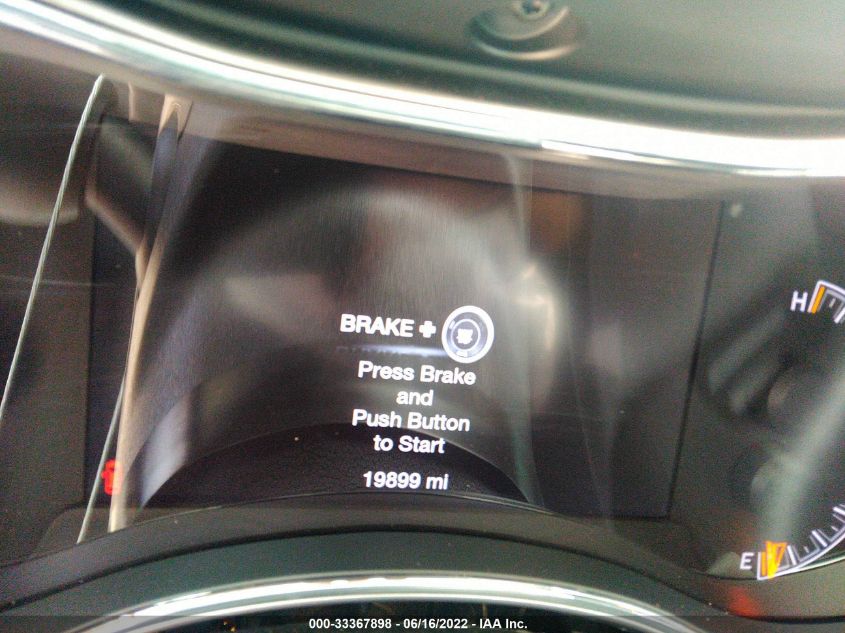 H
BRAKE +
Press Brake
and
Push Button
to Start
19899 mi
E
000-33367898 - 06/16/2022 - IAA Inc.